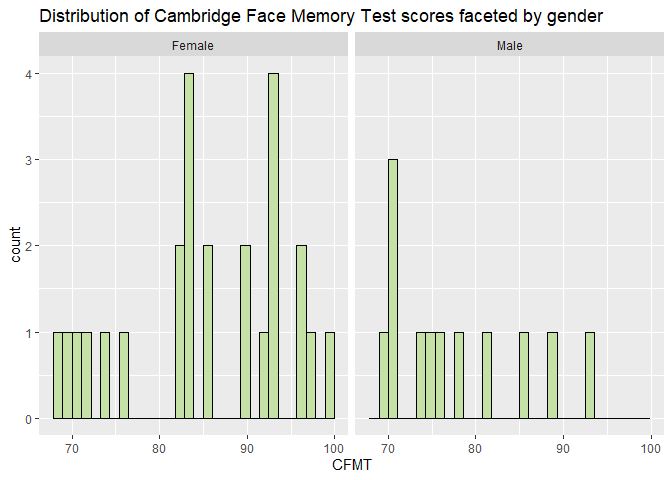 Distribution of Cambridge Face Memory Test scores faceted by gender
Female Male
4
3
2
1
0
count
70 80 90 100 70 80 90 100
CFMT